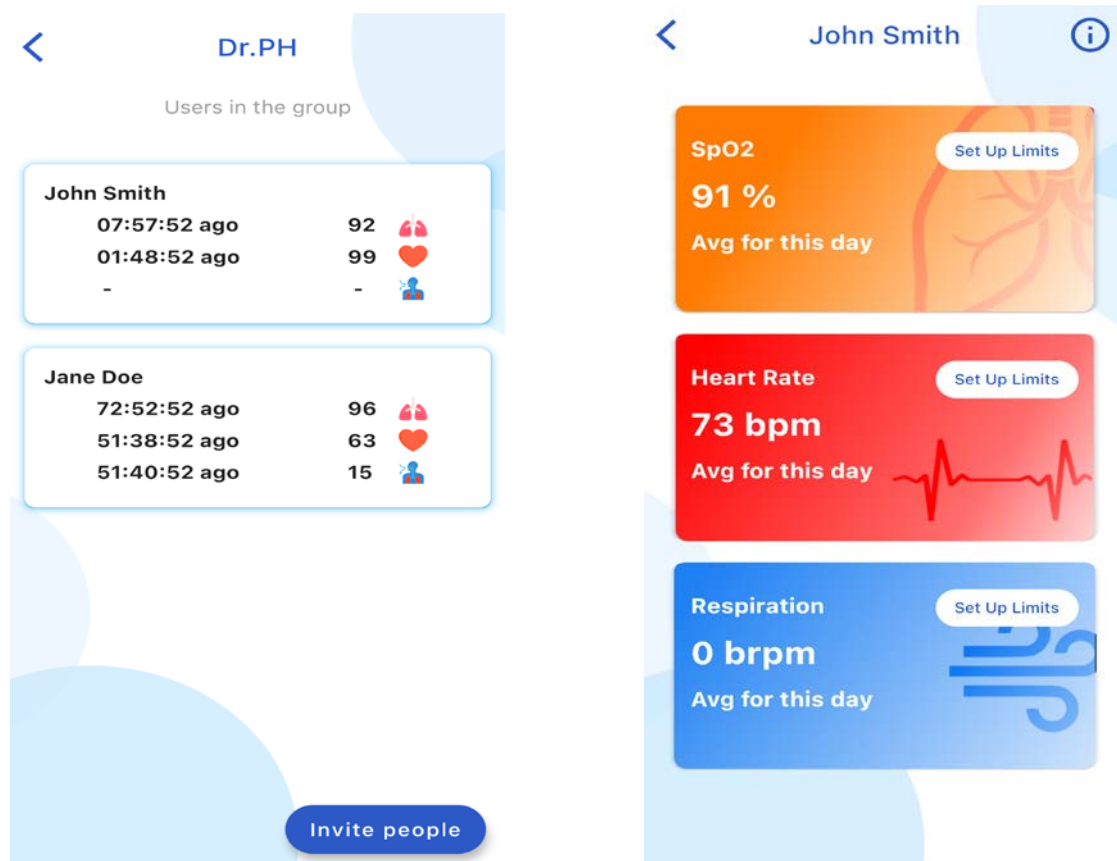 Dr.PH
Users in the group
John Smith
07:57:52 ago 92
01:48:52 ago 99
- -
Jane Doe
72:52:52 ago 96
51:38:52 ago 63
51:40:52 ago 15
Invite people
John Smith
i
SpO2
Set Up Limits
91 %
Avg for this day
Heart Rate
Set Up Limits
73 bpm
Avg for this day
Respiration
Set Up Limits
0 brpm
Avg for this day